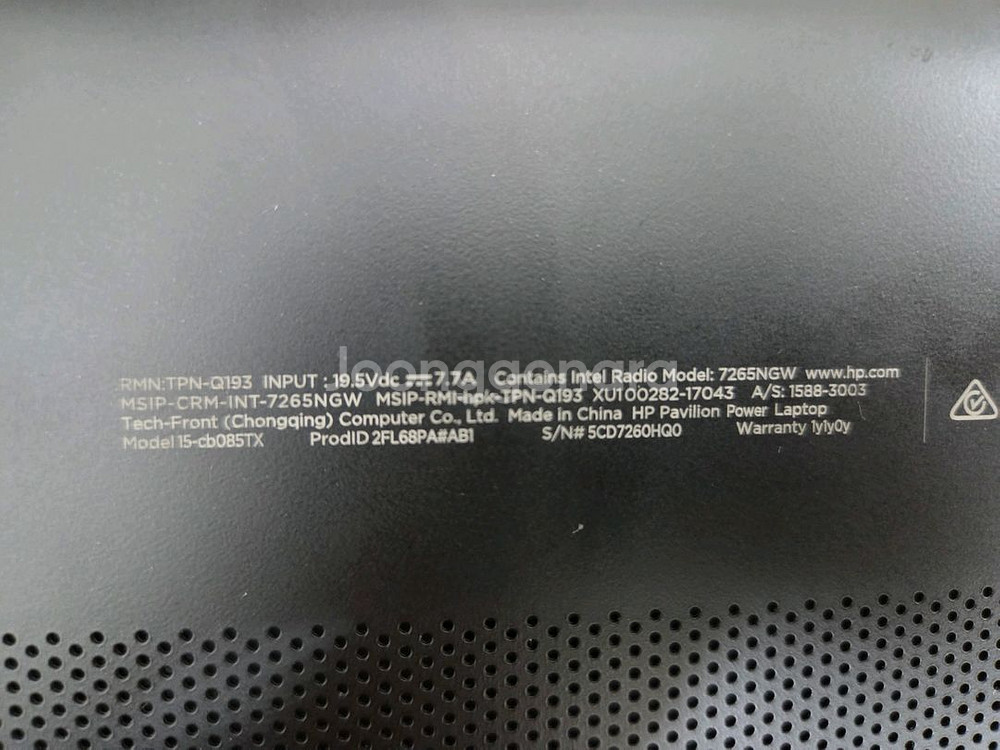 RMN:TPN-Q193 INPUT : 19.5Vdc ⎓ 7.7A Contains Intel Radio Model: 7265NGW www.hp.com
MSIP-CRM-INT-7265NGW MSIP-RMI-hpk-TPN-Q193 XU100282-17043 A/S: 1588-3003
Tech-Front (Chongqing) Computer Co., Ltd. Made in China HP Pavilion Power Laptop
Model 15-cb085TX ProdID 2FL68PA#AB1 S/N# 5CD7260HQ0 Warranty 1y1y0y